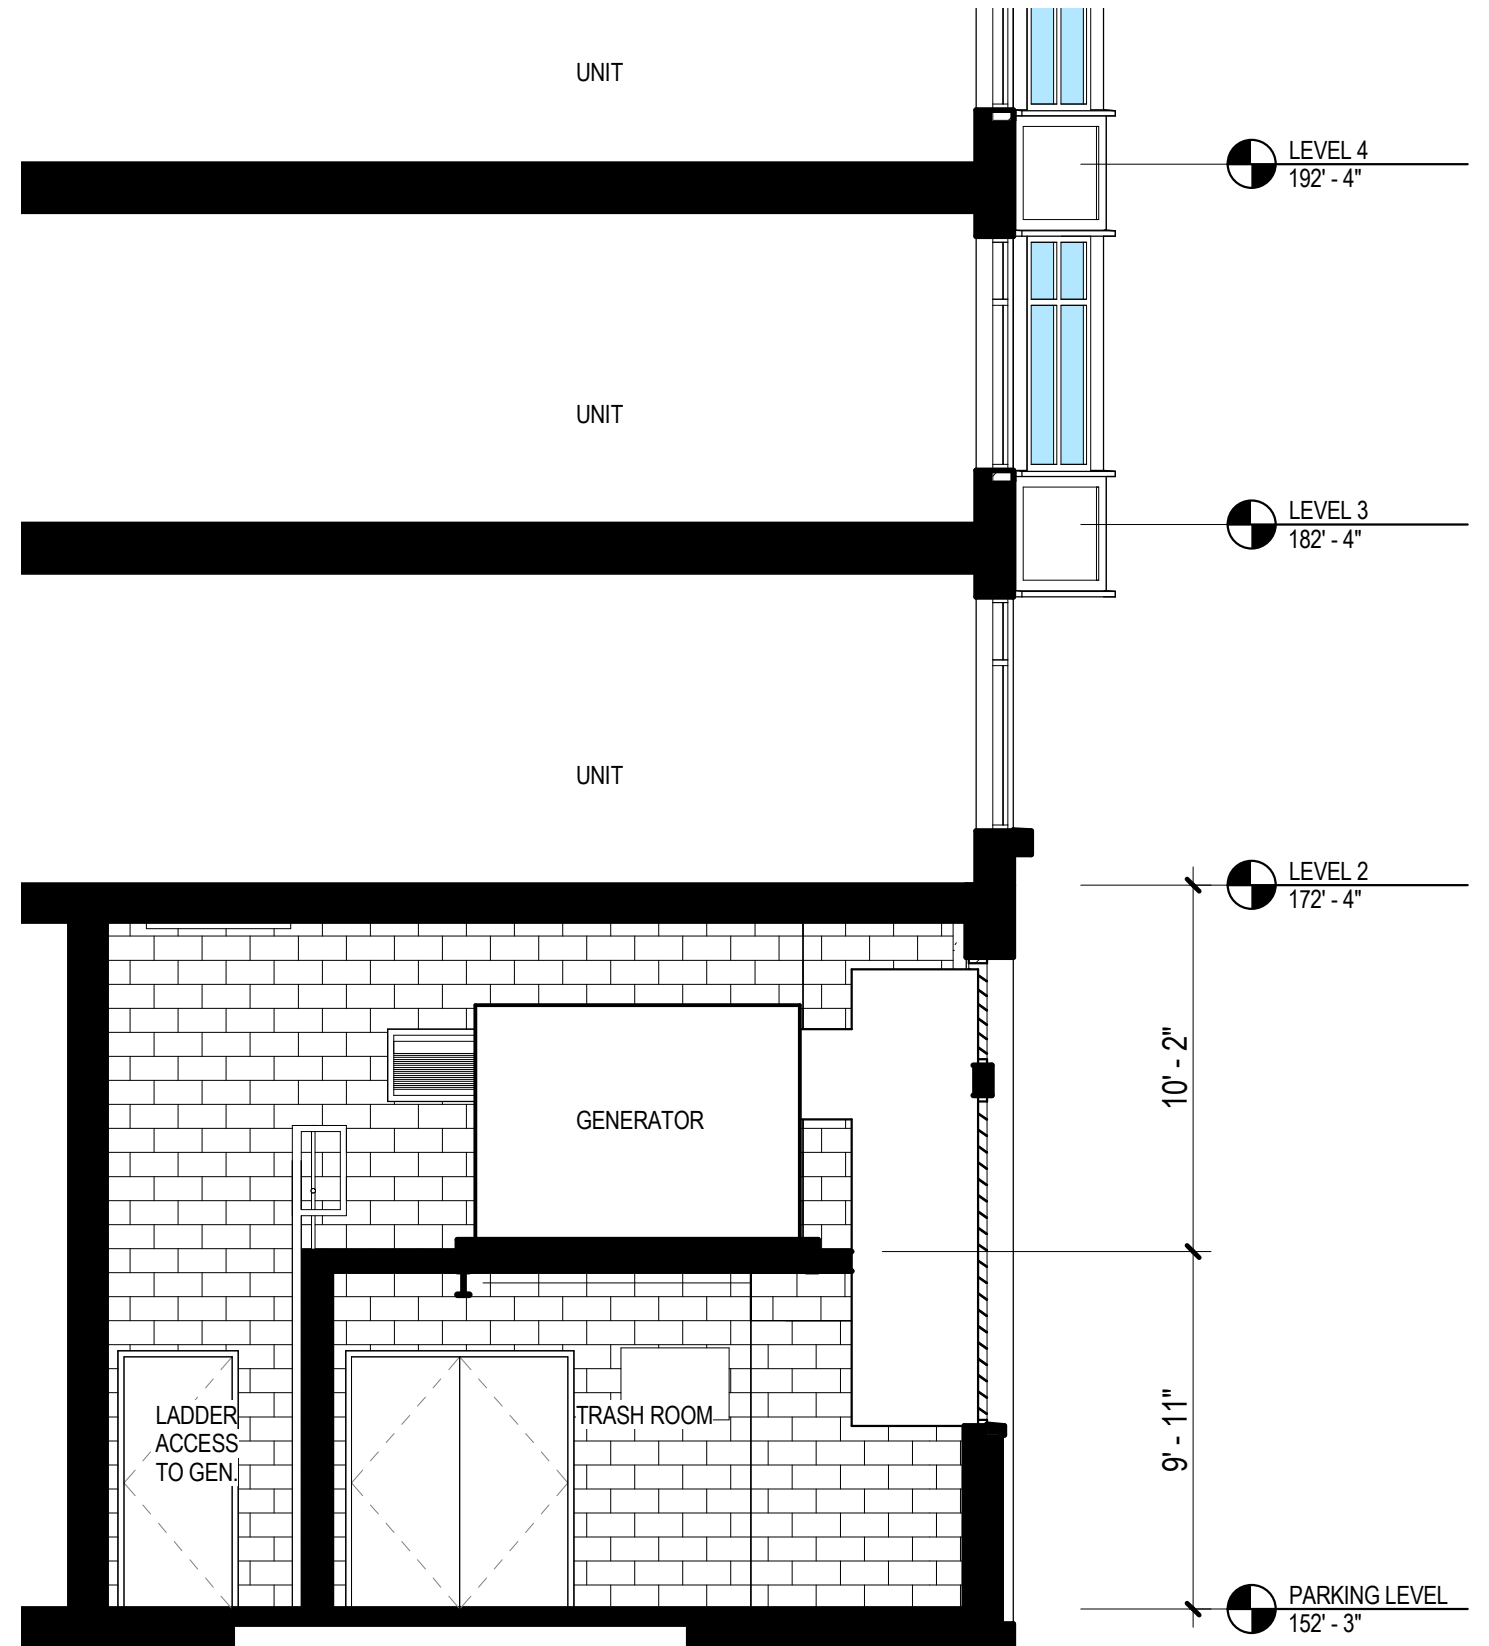 UNIT
LEVEL 4
192' - 4"
UNIT
LEVEL 3
182' - 4"
UNIT
LEVEL 2
172' - 4"
10' - 2"
GENERATOR
9' - 11"
LADDER
ACCESS
TO GEN.
TRASH ROOM
PARKING LEVEL
152' - 3"